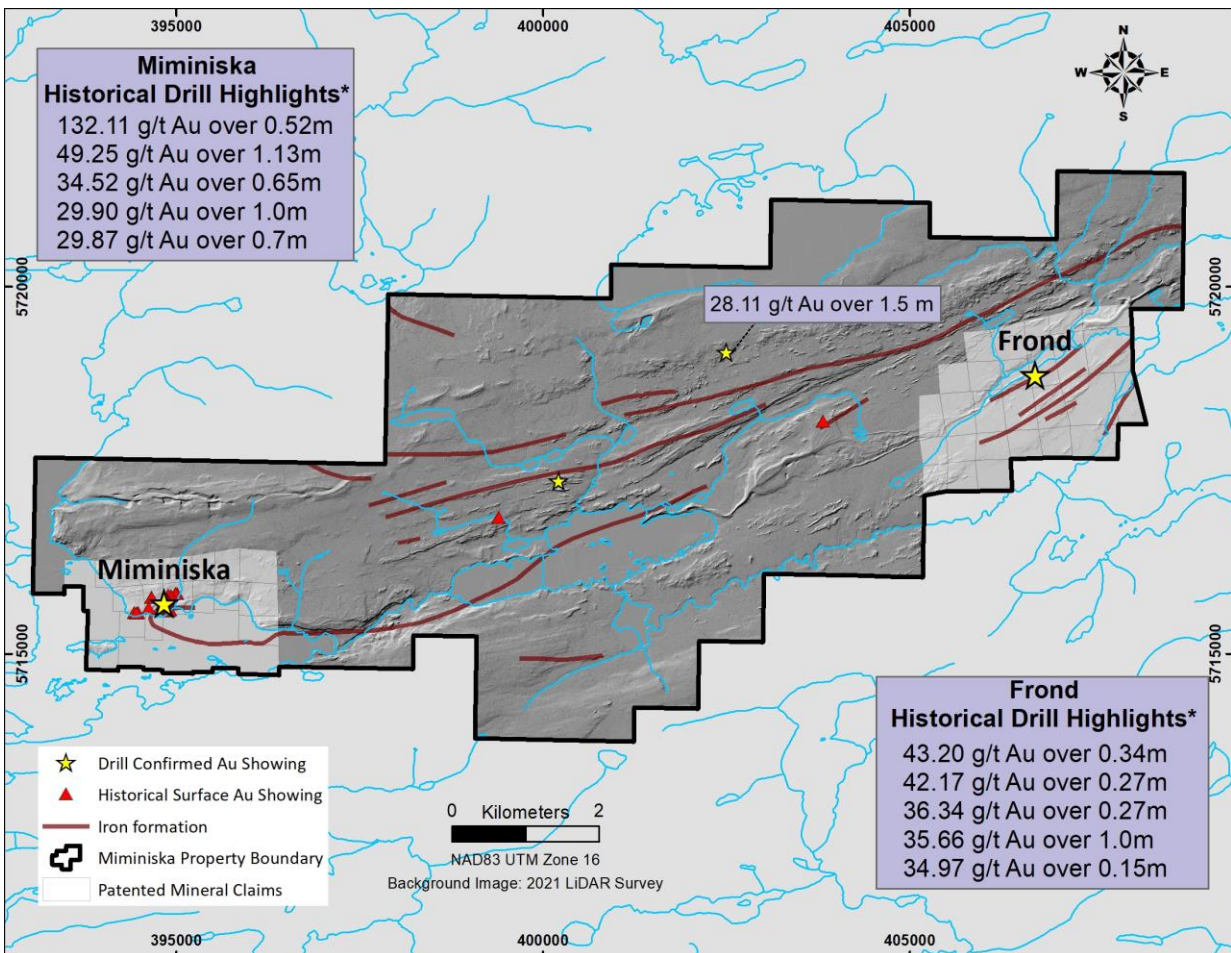 395000
400000
405000
Miminiska
Historical Drill Highlights*
132.11 g/t Au over 0.52m
49.25 g/t Au over 1.13m
34.52 g/t Au over 0.65m
29.90 g/t Au over 1.0m
29.87 g/t Au over 0.7m
N
W
E
S
5720000
5720000
28.11 g/t Au over 1.5 m
Frond
Miminiska
5715000
5715000
Frond
Historical Drill Highlights*
43.20 g/t Au over 0.34m
42.17 g/t Au over 0.27m
36.34 g/t Au over 0.27m
35.66 g/t Au over 1.0m
34.97 g/t Au over 0.15m
Drill Confirmed Au Showing
Historical Surface Au Showing
Iron formation
Miminiska Property Boundary
Patented Mineral Claims
0 Kilometers 2
NAD83 UTM Zone 16
Background Image: 2021 LiDAR Survey
395000
400000
405000